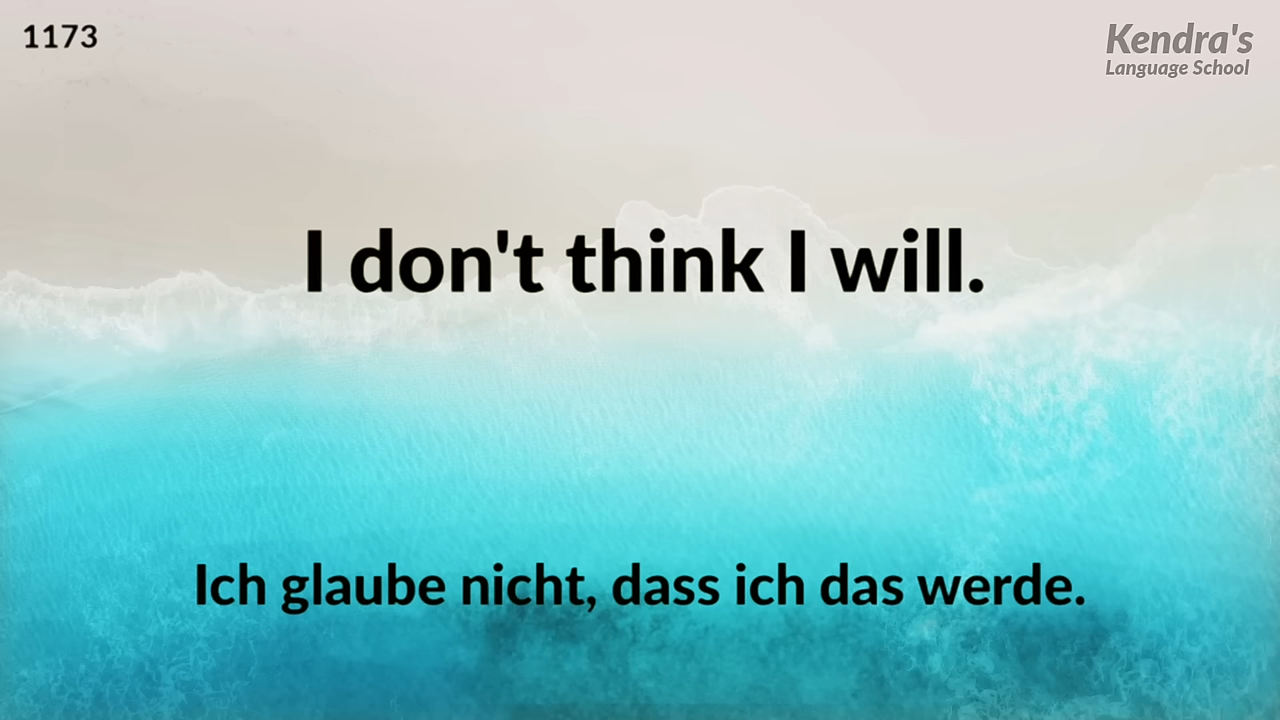 1173
Kendra's
Language School
I don't think I will.
Ich glaube nicht, dass ich das werde.